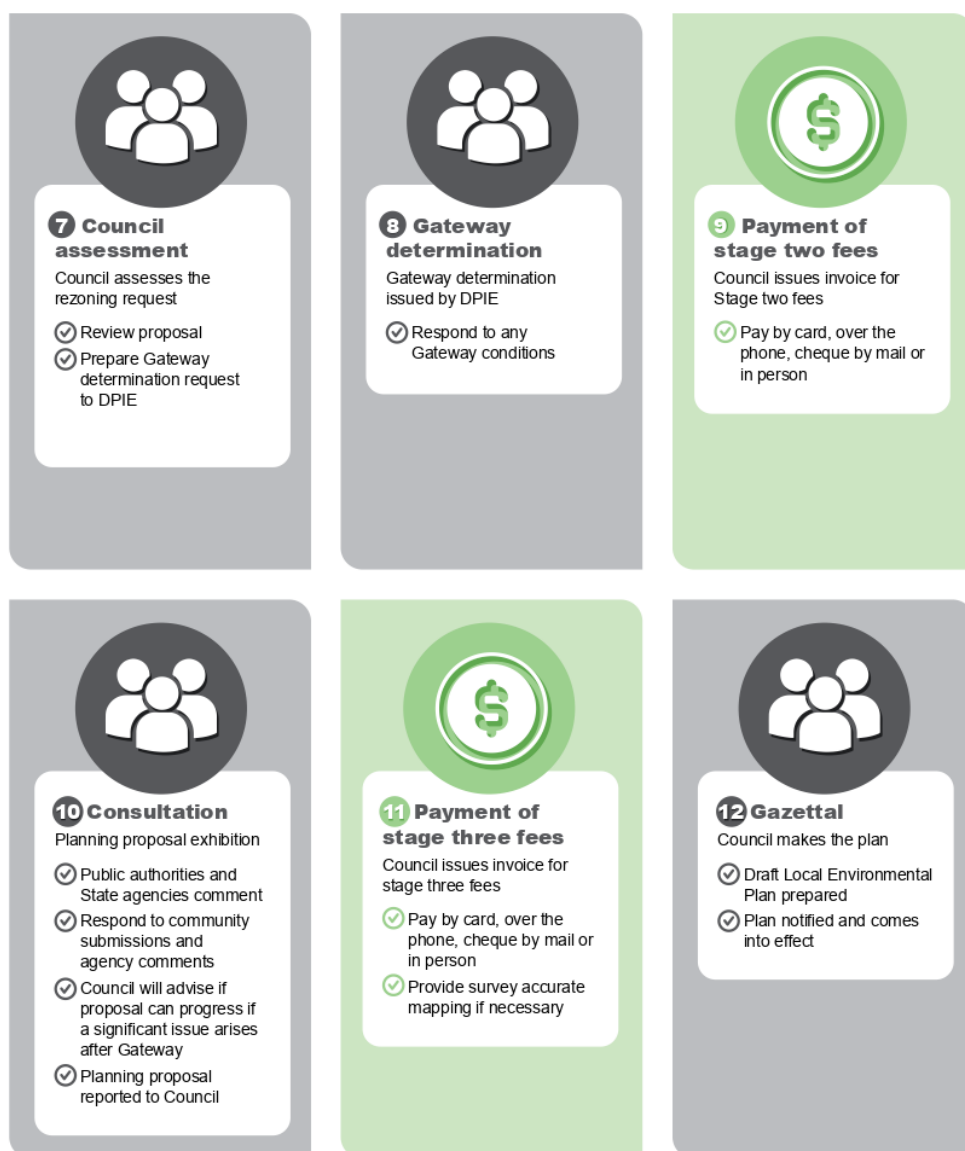 7 Council
assessment
Council assesses the
rezoning request
Review proposal
Prepare Gateway
determination request
to DPIE
8 Gateway
determination
Gateway determination
issued by DPIE
Respond to any
Gateway conditions
9 Payment of
stage two fees
Council issues invoice for
Stage two fees
Pay by card, over the
phone, cheque by mail or
in person
10 Consultation
Planning proposal exhibition
Public authorities and
State agencies comment
Respond to community
submissions and
agency comments
Council will advise if
proposal can progress if
a significant issue arises
after Gateway
Planning proposal
reported to Council
11 Payment of
stage three fees
Council issues invoice for
stage three fees
Pay by card, over the
phone, cheque by mail or
in person
Provide survey accurate
mapping if necessary
12 Gazettal
Council makes the plan
Draft Local Environmental
Plan prepared
Plan notified and comes
into effect